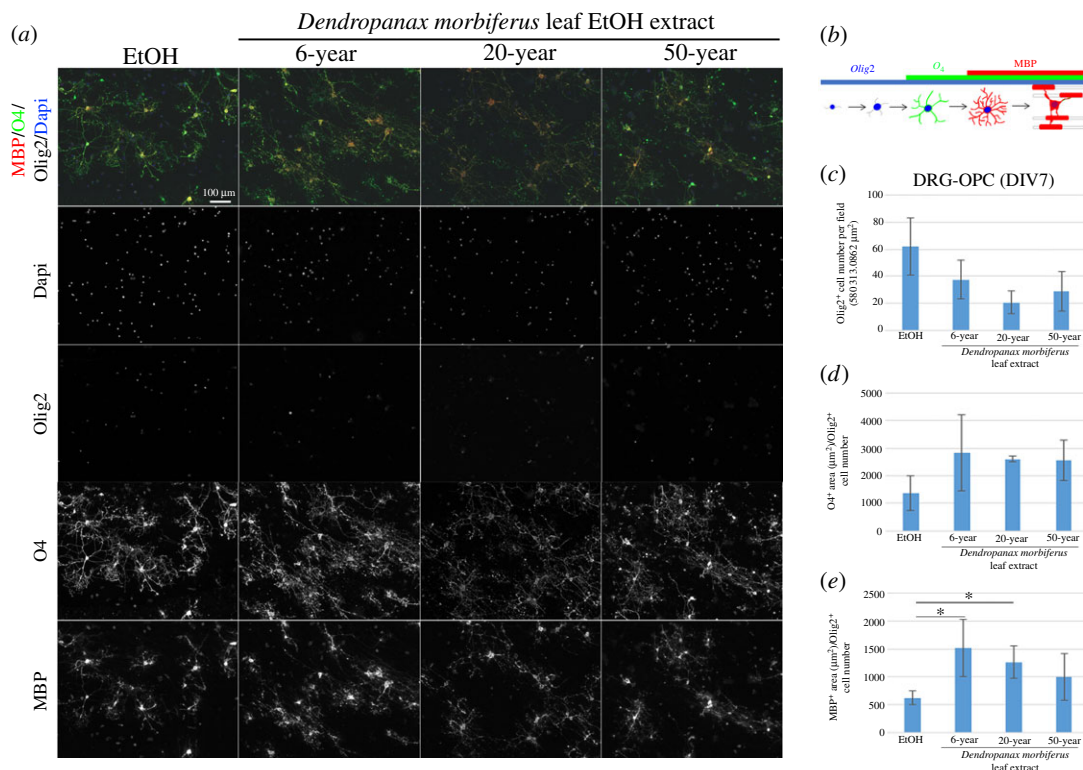 (a)
Dendropanax morbiferus leaf EtOH extract
EtOH
6-year
20-year
50-year
MBP/O4/
Olig2/Dapi
100 µm
Dapi
Olig2
O4
MBP
(b)
Olig2
O4
MBP
(c)
DRG-OPC (DIV7)
Olig2+ cell number per field
(580 313.0862 µm2)
100
80
60
40
20
0
EtOH
6-year
20-year
50-year
Dendropanax morbiferus
leaf extract
(d)
O4+ area (µm2)/Olig2+
cell number
5000
4000
3000
2000
1000
0
EtOH
6-year
20-year
50-year
Dendropanax morbiferus
leaf extract
(e)
MBP+ area (µm2)/Olig2+
cell number
2500
2000
1500
1000
500
0
*
*
EtOH
6-year
20-year
50-year
Dendropanax morbiferus
leaf extract